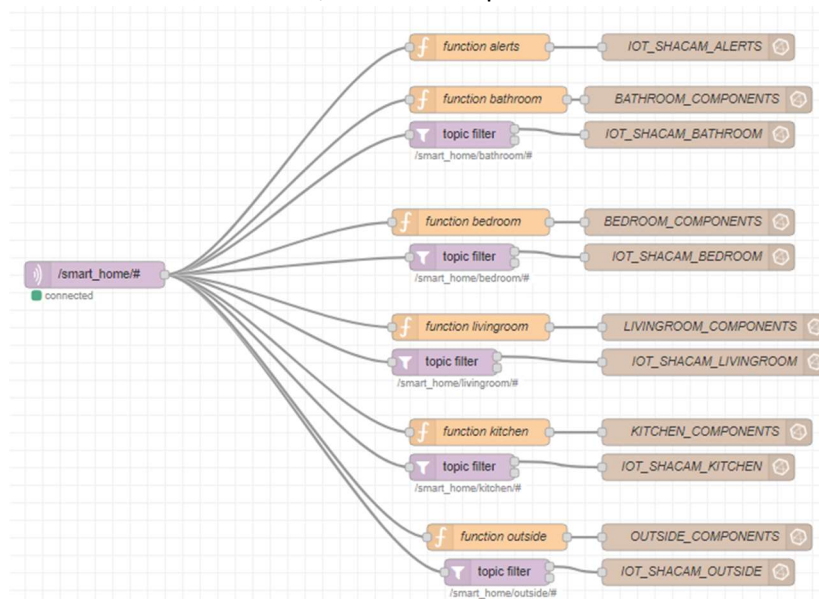 function alerts IOT_SHACAM_ALERTS
function bathroom BATHROOM_COMPONENTS
topic filter IOT_SHACAM_BATHROOM
/smart_home/bathroom/#
function bedroom BEDROOM_COMPONENTS
topic filter IOT_SHACAM_BEDROOM
/smart_home/#
/smart_home/bedroom/#
connected
function livingroom LIVINGROOM_COMPONENTS
topic filter IOT_SHACAM_LIVINGROOM
/smart_home/livingroom/#
function kitchen KITCHEN_COMPONENTS
topic filter IOT_SHACAM_KITCHEN
/smart_home/kitchen/#
function outside OUTSIDE_COMPONENTS
topic filter IOT_SHACAM_OUTSIDE
/smart_home/outside/#